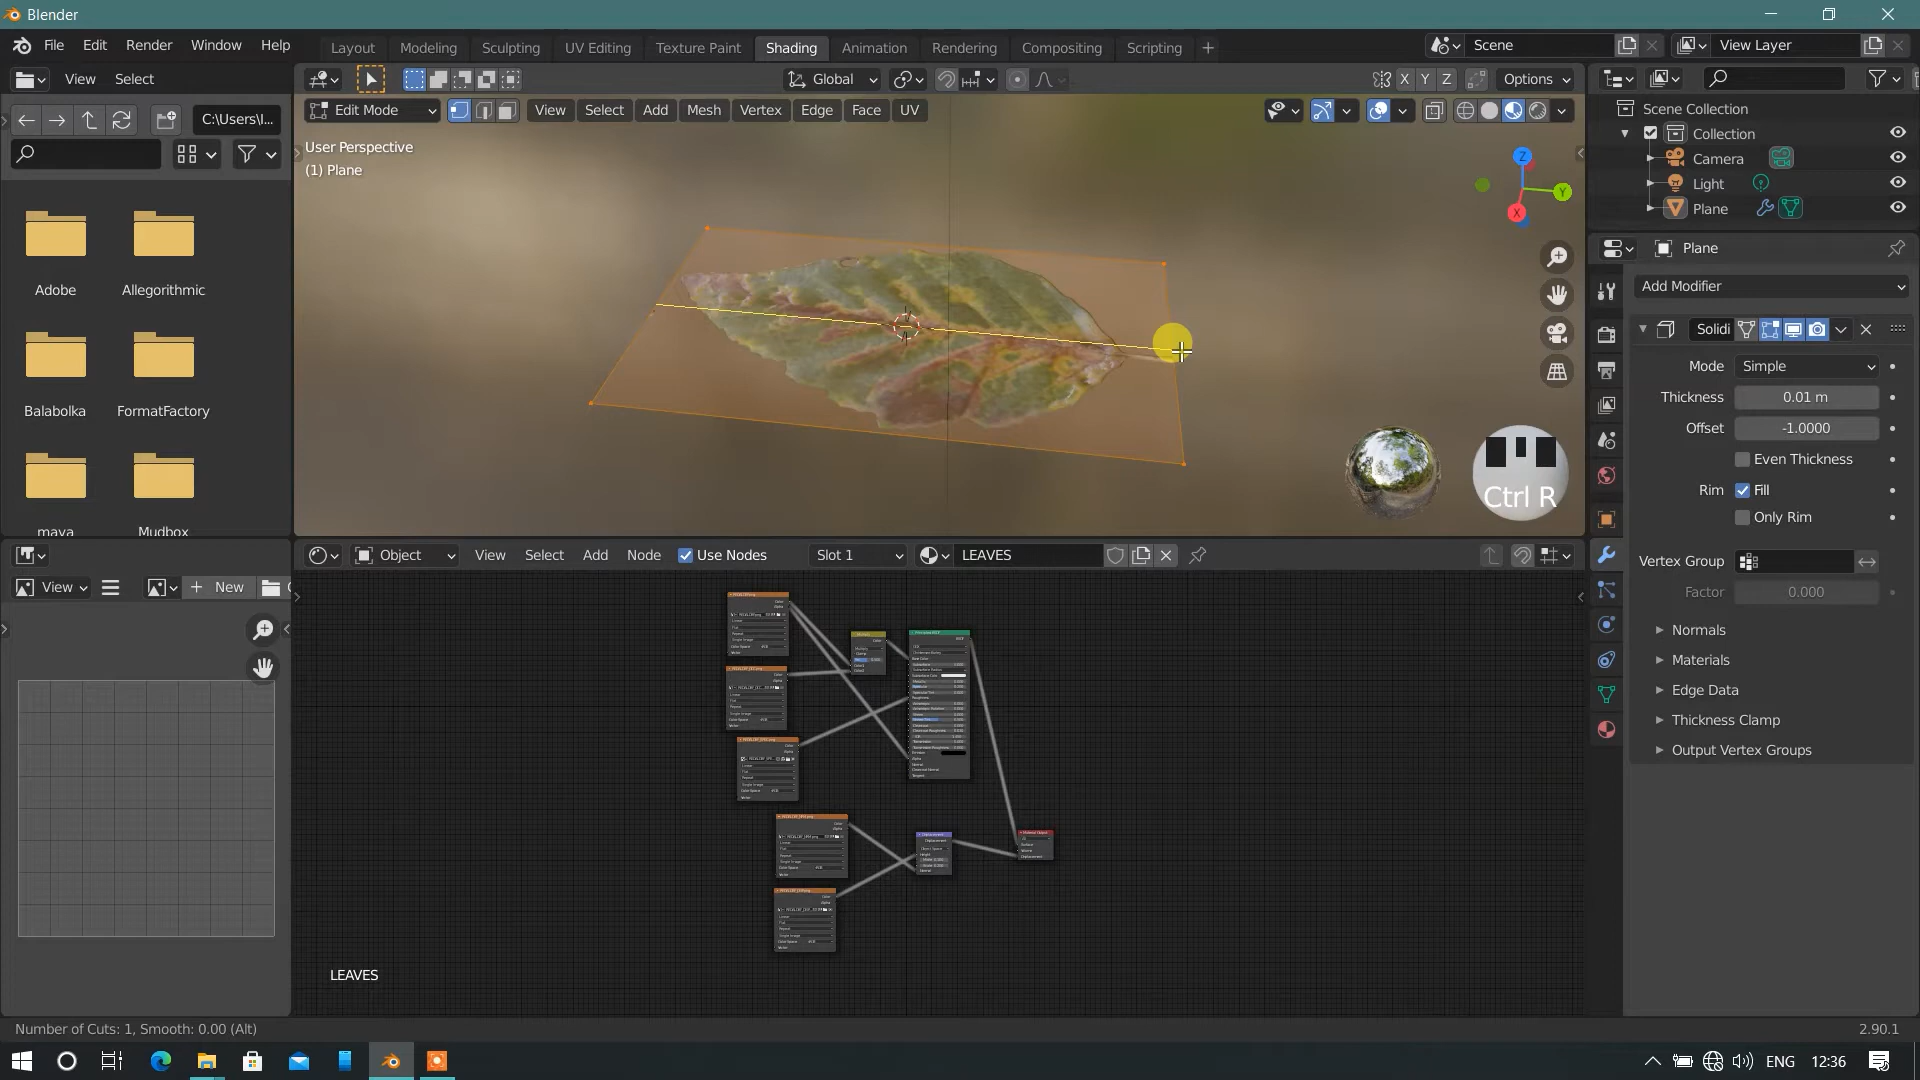 Blender
File Edit Render Window Help
Layout Modeling Sculpting UV Editing Texture Paint Shading Animation Rendering Compositing Scripting
Scene
View Layer
View Select
Global
X Y Z
Options
C:\Users\I...
Edit Mode
View Select Add Mesh Vertex Edge Face UV
User Perspective
(1) Plane
Z
Y
X
Scene Collection
Collection
Camera
Light
Plane
Plane
Add Modifier
Solidi
Mode Simple
Thickness 0.01 m
Offset -1.0000
Even Thickness
Rim Fill
Only Rim
Vertex Group
Factor 0.000
Normals
Materials
Edge Data
Thickness Clamp
Output Vertex Groups
Adobe
Allegorithmic
Balabolka
FormatFactory
maya
Mudbox
Ctrl R
Object View Select Add Node Use Nodes Slot 1 LEAVES
View New
LEAVES
Number of Cuts: 1, Smooth: 0.00 (Alt)
2.90.1
ENG
12:36